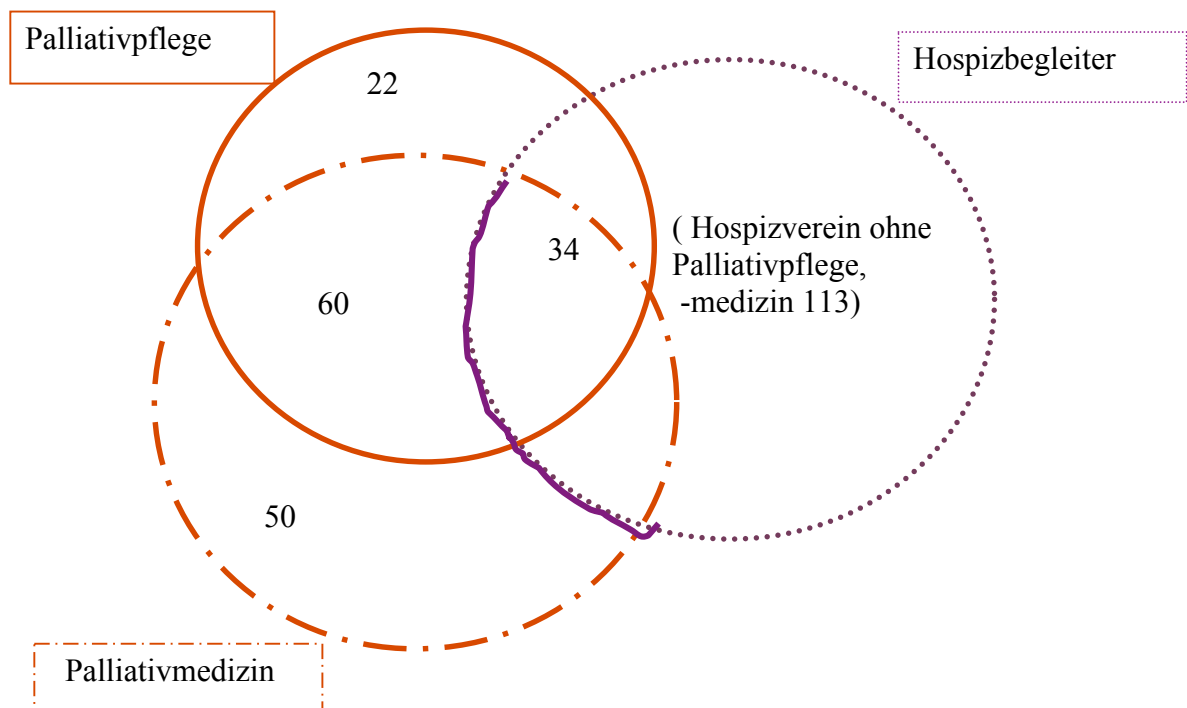 Palliativpflege
Hospizbegleiter
22
( Hospizverein ohne
Palliativpflege,
-medizin 113)
34
60
50
Palliativmedizin